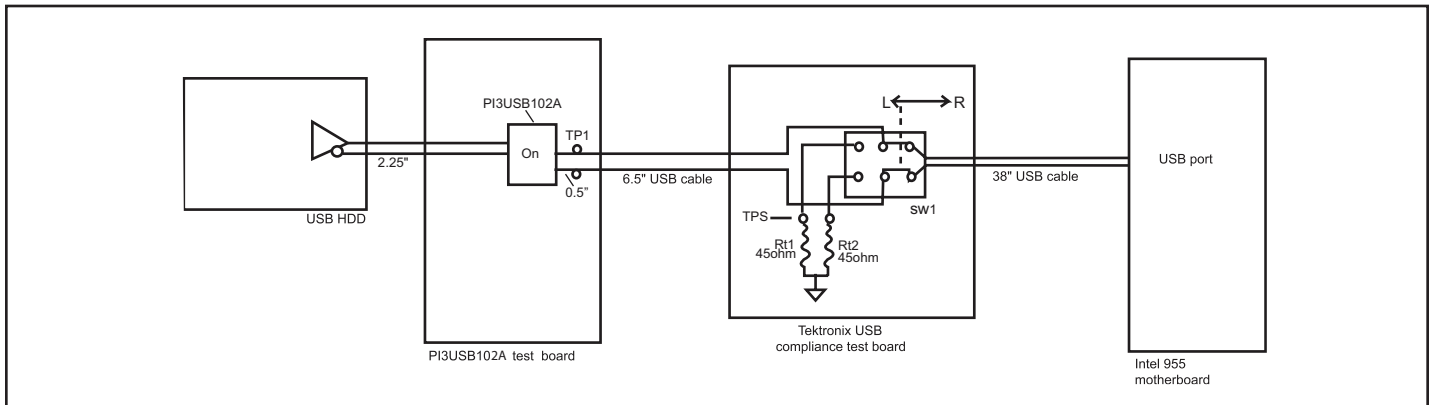 2.25"
USB HDD
PI3USB102A
On
TP1
0.5"
PI3USB102A test board
6.5" USB cable
L
R
sw1
TPS
Rt1
45ohm
Rt2
45ohm
Tektronix USB
compliance test board
38" USB cable
USB port
Intel 955
motherboard